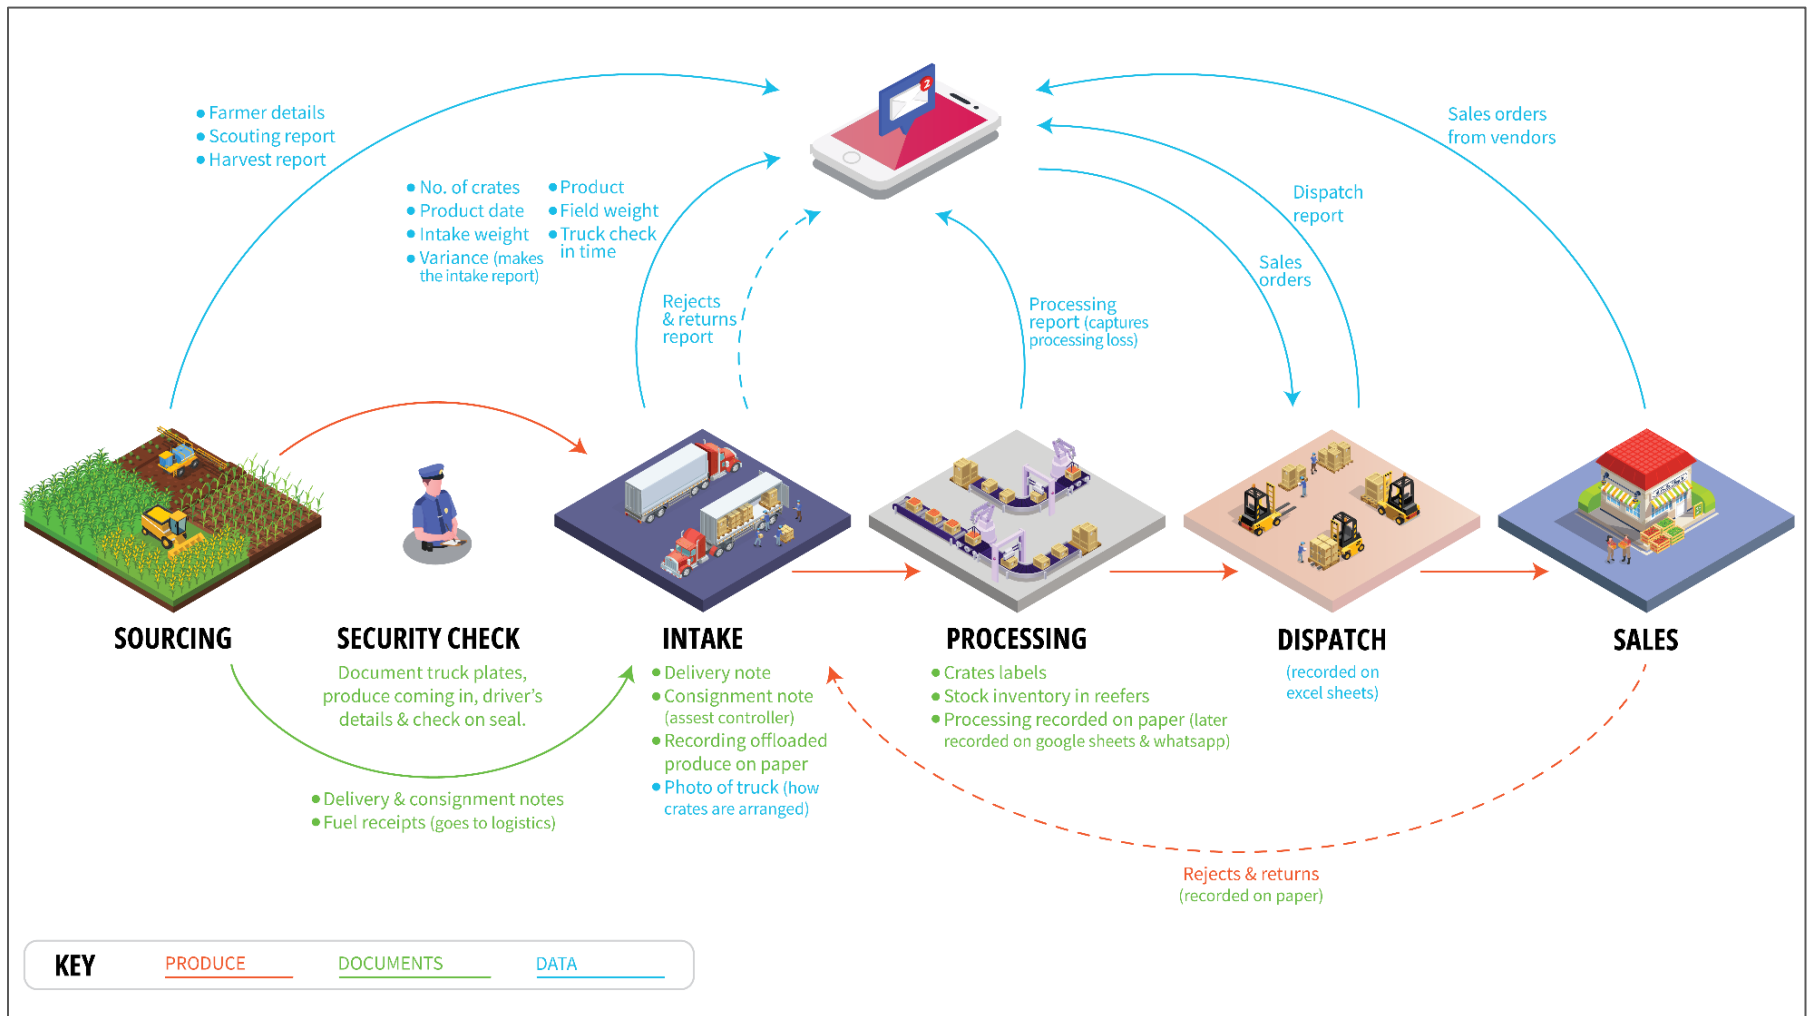 2
● Farmer details
● Scouting report
● Harvest report
● No. of crates
● Product date
● Intake weight
● Variance (makes
the intake report)
● Product
● Field weight
● Truck check
in time
Rejects
& returns
report
Processing
report (captures
processing loss)
Sales
orders
Dispatch
report
Sales orders
from vendors
SOURCING
SECURITY CHECK
Document truck plates,
produce coming in, driver's
details & check on seal.
● Delivery & consignment notes
● Fuel receipts (goes to logistics)
INTAKE
● Delivery note
● Consignment note
(assest controller)
● Recording offloaded
produce on paper
● Photo of truck (how
crates are arranged)
PROCESSING
● Crates labels
● Stock inventory in reefers
● Processing recorded on paper (later
recorded on google sheets & whatsapp)
DISPATCH
(recorded on
excel sheets)
SALES
Rejects & returns
(recorded on paper)
KEY
PRODUCE
DOCUMENTS
DATA